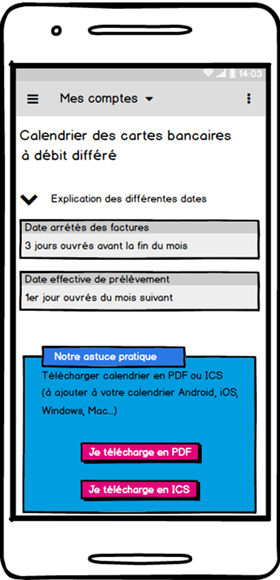 14:03
Mes comptes
Calendrier des cartes bancaires
à débit différé
Explication des différentes dates
Date arrétés des factures
3 jours ouvrés avant la fin du mois
Date effective de prélèvement
1er jour ouvrés du mois suivant
Notre astuce pratique
Télécharger calendrier en PDF ou ICS
(à ajouter à votre calendrier Android, iOS,
Windows, Mac...)
Je télécharge en PDF
Je télécharge en ICS